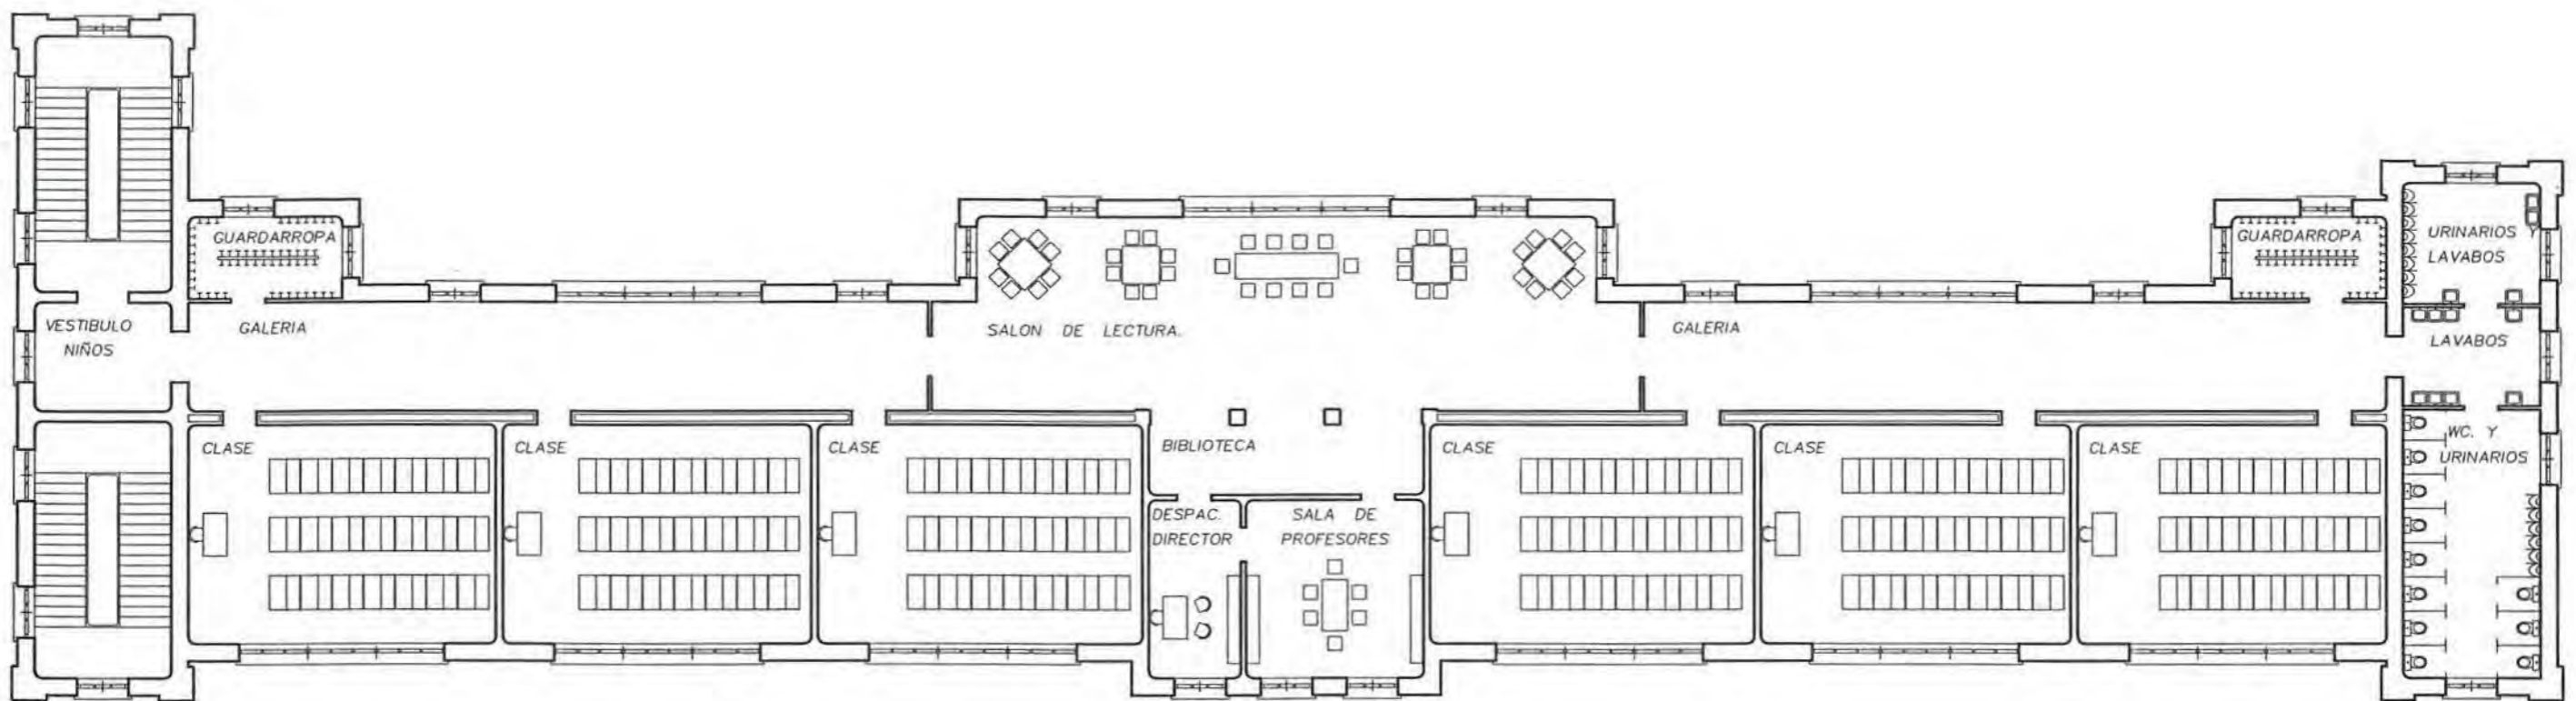 GUARDARROPA
GUARDARROPA
URINARIOS Y
LAVABOS
VESTIBULO
NIÑOS
GALERIA
SALON DE LECTURA.
GALERIA
LAVABOS
CLASE
CLASE
CLASE
BIBLIOTECA
CLASE
CLASE
CLASE
WC. Y
URINARIOS
DESPAC.
DIRECTOR
SALA DE
PROFESORES